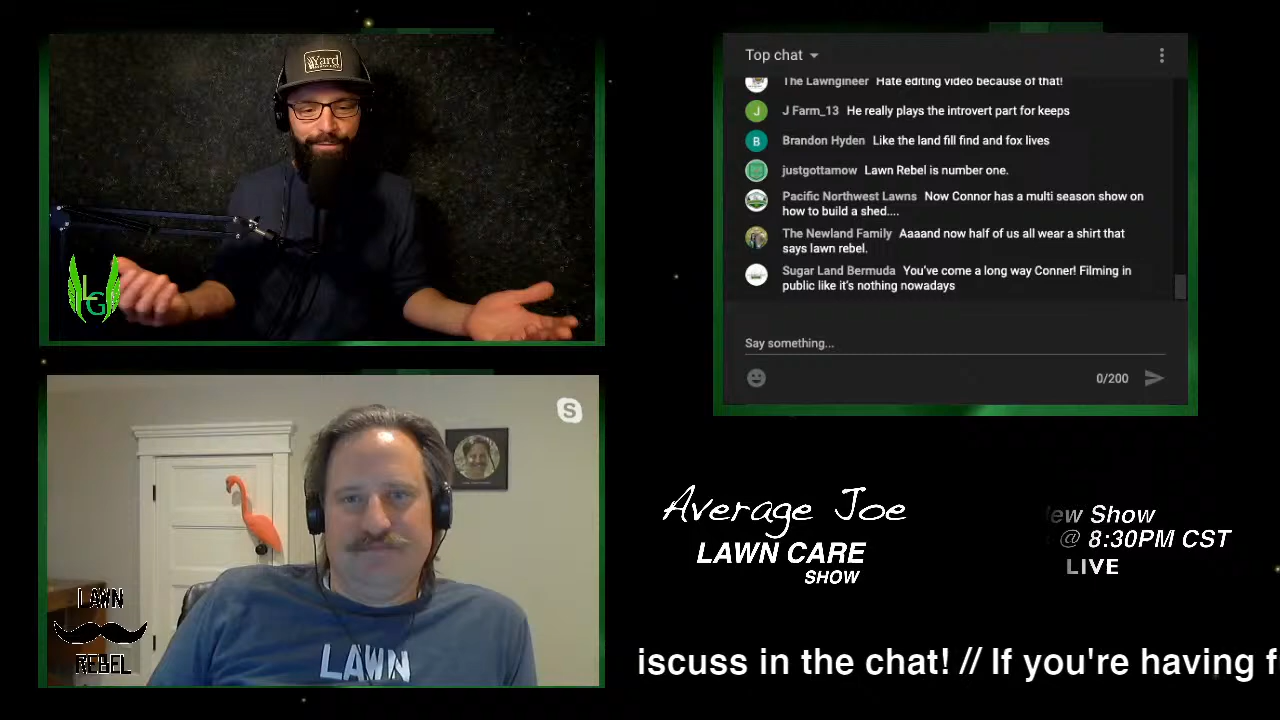 Yard
LG
Top chat
The Lawngineer Hate editing video because of that!
J
J Farm_13 He really plays the introvert part for keeps
B
Brandon Hyden Like the land fill find and fox lives
justgottamow Lawn Rebel is number one.
Pacific Northwest Lawns Now Connor has a multi season show on
how to build a shed....
The Newland Family Aaaand now half of us all wear a shirt that
says lawn rebel.
Sugar Land Bermuda You've come a long way Conner! Filming in
public like it's nothing nowadays
Say something...
0/200
S
LAWN
REBEL
LAWN
Average Joe
LAWN CARE
SHOW
ew Show
@ 8:30PM CST
LIVE
iscuss in the chat! // If you're having f